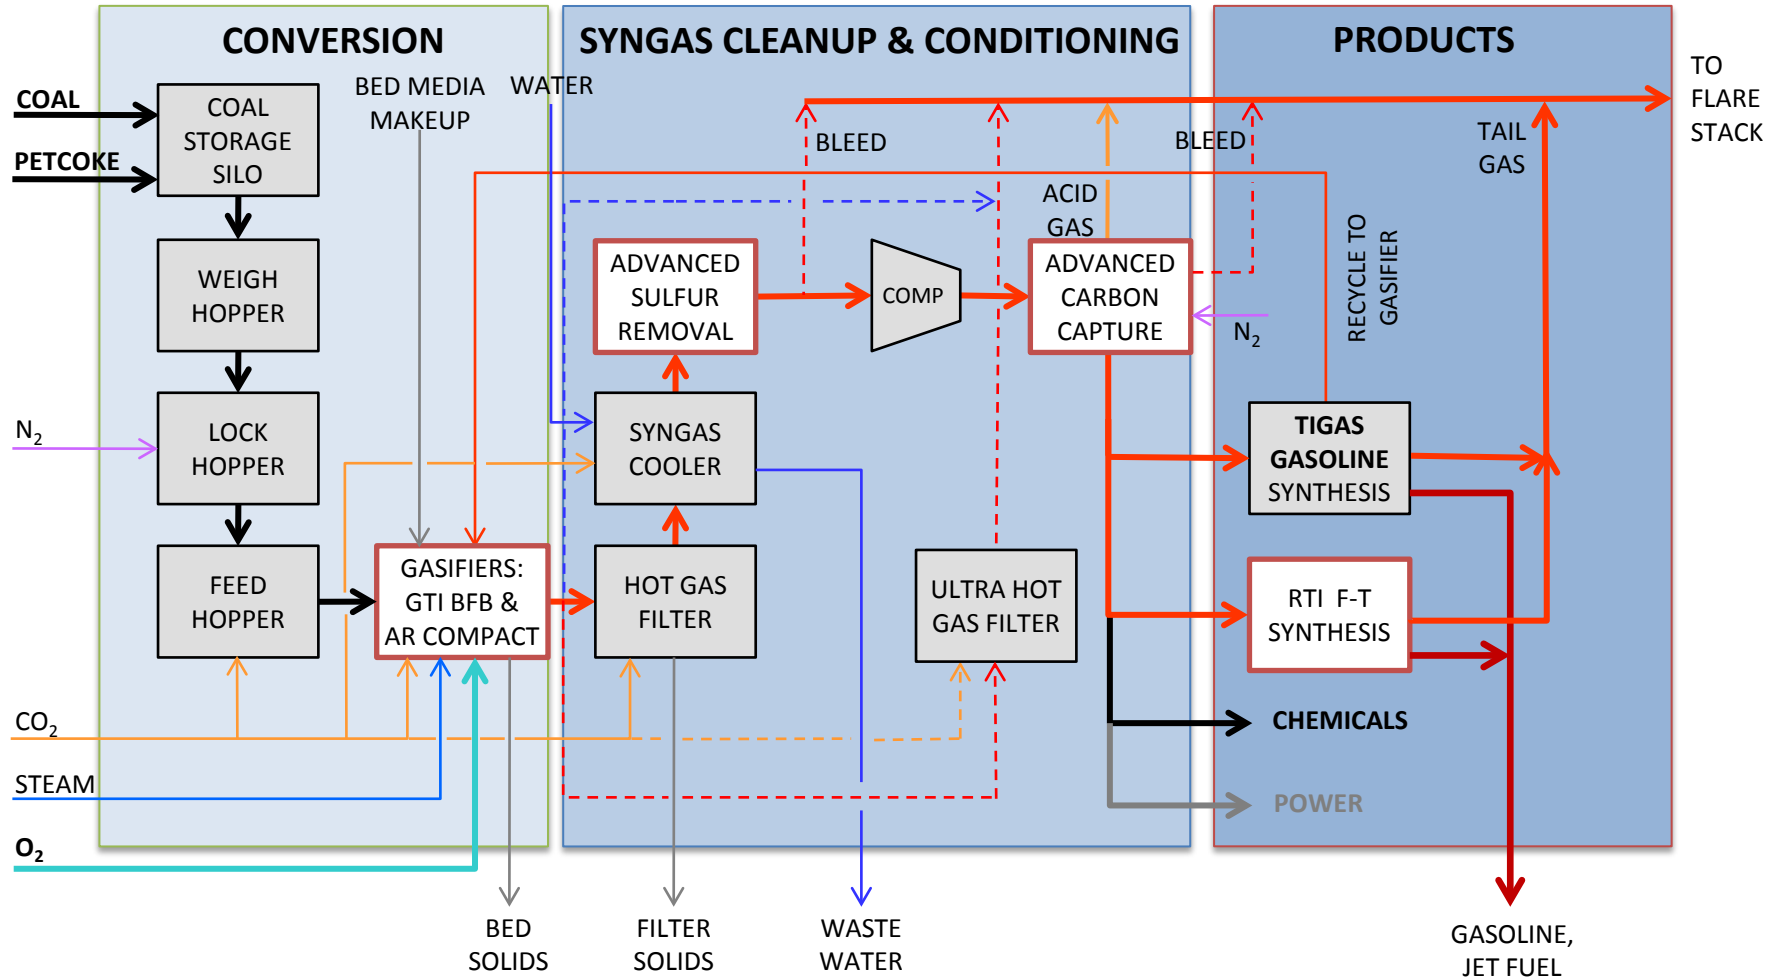 CONVERSION
SYNGAS CLEANUP & CONDITIONING
PRODUCTS
COAL
PETCOKE
COAL
STORAGE
SILO
BED MEDIA
MAKEUP
WATER
BLEED
ACID
GAS
BLEED
TAIL
GAS
TO
FLARE
STACK
RECYCLE TO
GASIFIER
WEIGH
HOPPER
ADVANCED
SULFUR
REMOVAL
COMP
ADVANCED
CARBON
CAPTURE
N2
N2
LOCK
HOPPER
SYNGAS
COOLER
TIGAS
GASOLINE
SYNTHESIS
FEED
HOPPER
GASIFIERS:
GTI BFB &
AR COMPACT
HOT GAS
FILTER
ULTRA HOT
GAS FILTER
RTI F-T
SYNTHESIS
CO2
STEAM
O2
CHEMICALS
POWER
BED
SOLIDS
FILTER
SOLIDS
WASTE
WATER
GASOLINE,
JET FUEL